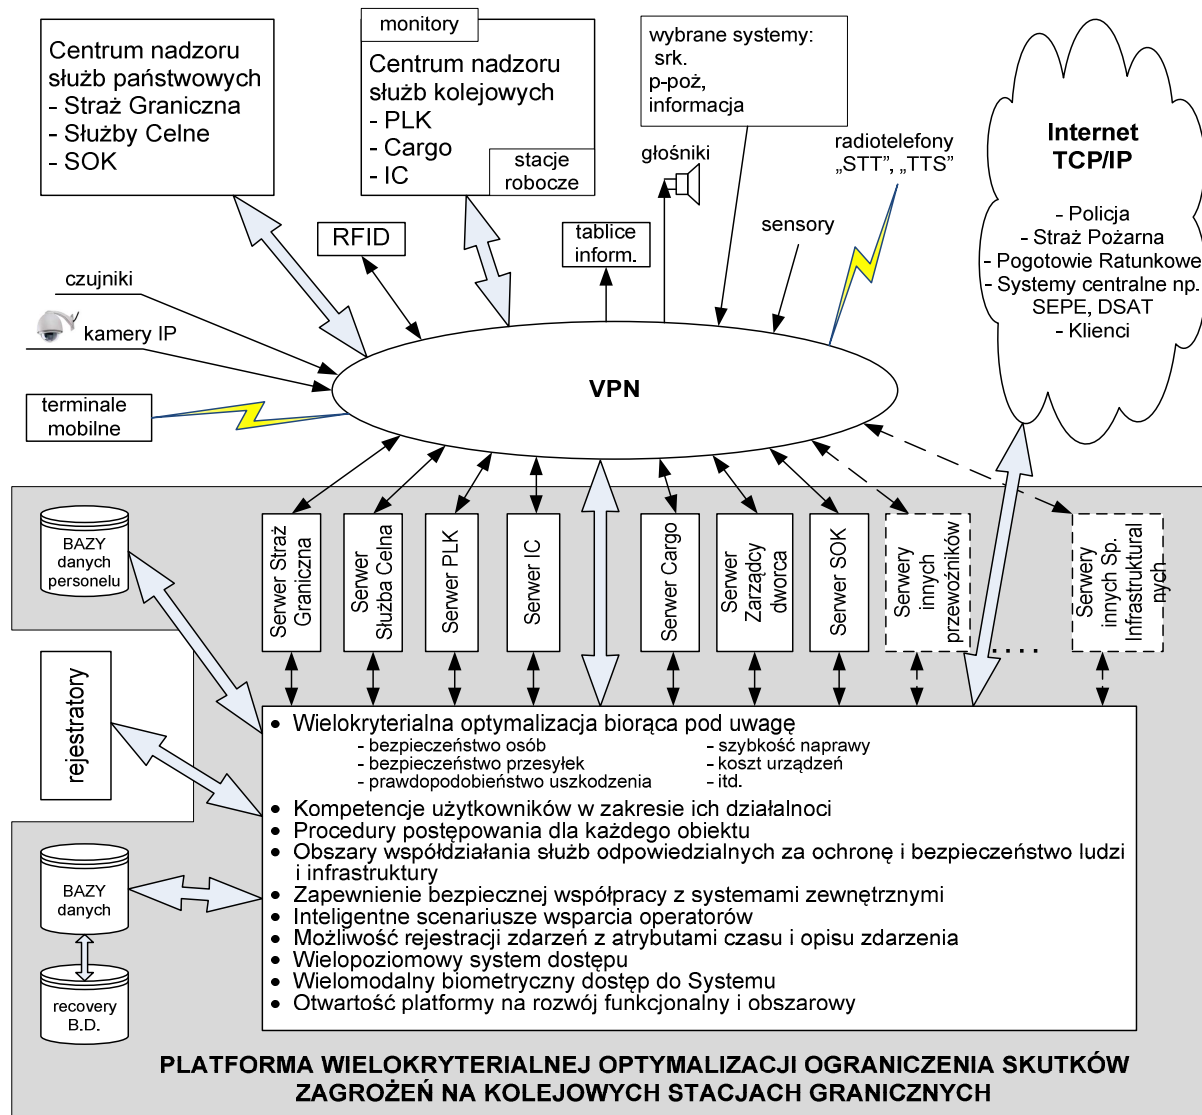 Centrum nadzoru
służb państwowych
- Straż Graniczna
- Służby Celne
- SOK
monitory
Centrum nadzoru
służb kolejowych
- PLK
- Cargo
- IC
stacje
robocze
wybrane systemy:
srk.
p-poż,
informacja
głośniki
radiotelefony
„STT”, „TTS”
Internet
TCP/IP
- Policja
- Straż Pożarna
- Pogotowie Ratunkowe
- Systemy centralne np.
SEPE, DSAT
- Klienci
RFID
tablice
inform.
sensory
czujniki
kamery IP
terminale
mobilne
VPN
BAZY
danych
personelu
Serwer Straż
Graniczna
Serwer
Służba Celna
Serwer PLK
Serwer IC
Serwer Cargo
Serwer
Zarządcy
dworca
Serwer SOK
Serwery
innych
przewoźników
. . . .
Serwery
innych Sp.
Infrastruktural
nych
rejestratory
BAZY
danych
recovery
B.D.
• Wielokryterialna optymalizacja biorąca pod uwagę
- bezpieczeństwo osób
- bezpieczeństwo przesyłek
- prawdopodobieństwo uszkodzenia
- szybkość naprawy
- koszt urządzeń
- itd.
• Kompetencje użytkowników w zakresie ich działalnoci
• Procedury postępowania dla każdego obiektu
• Obszary współdziałania służb odpowiedzialnych za ochronę i bezpieczeństwo ludzi
i infrastruktury
• Zapewnienie bezpiecznej współpracy z systemami zewnętrznymi
• Inteligentne scenariusze wsparcia operatorów
• Możliwość rejestracji zdarzeń z atrybutami czasu i opisu zdarzenia
• Wielopoziomowy system dostępu
• Wielomodalny biometryczny dostęp do Systemu
• Otwartość platformy na rozwój funkcjonalny i obszarowy
PLATFORMA WIELOKRYTERIALNEJ OPTYMALIZACJI OGRANICZENIA SKUTKÓW
ZAGROŻEŃ NA KOLEJOWYCH STACJACH GRANICZNYCH